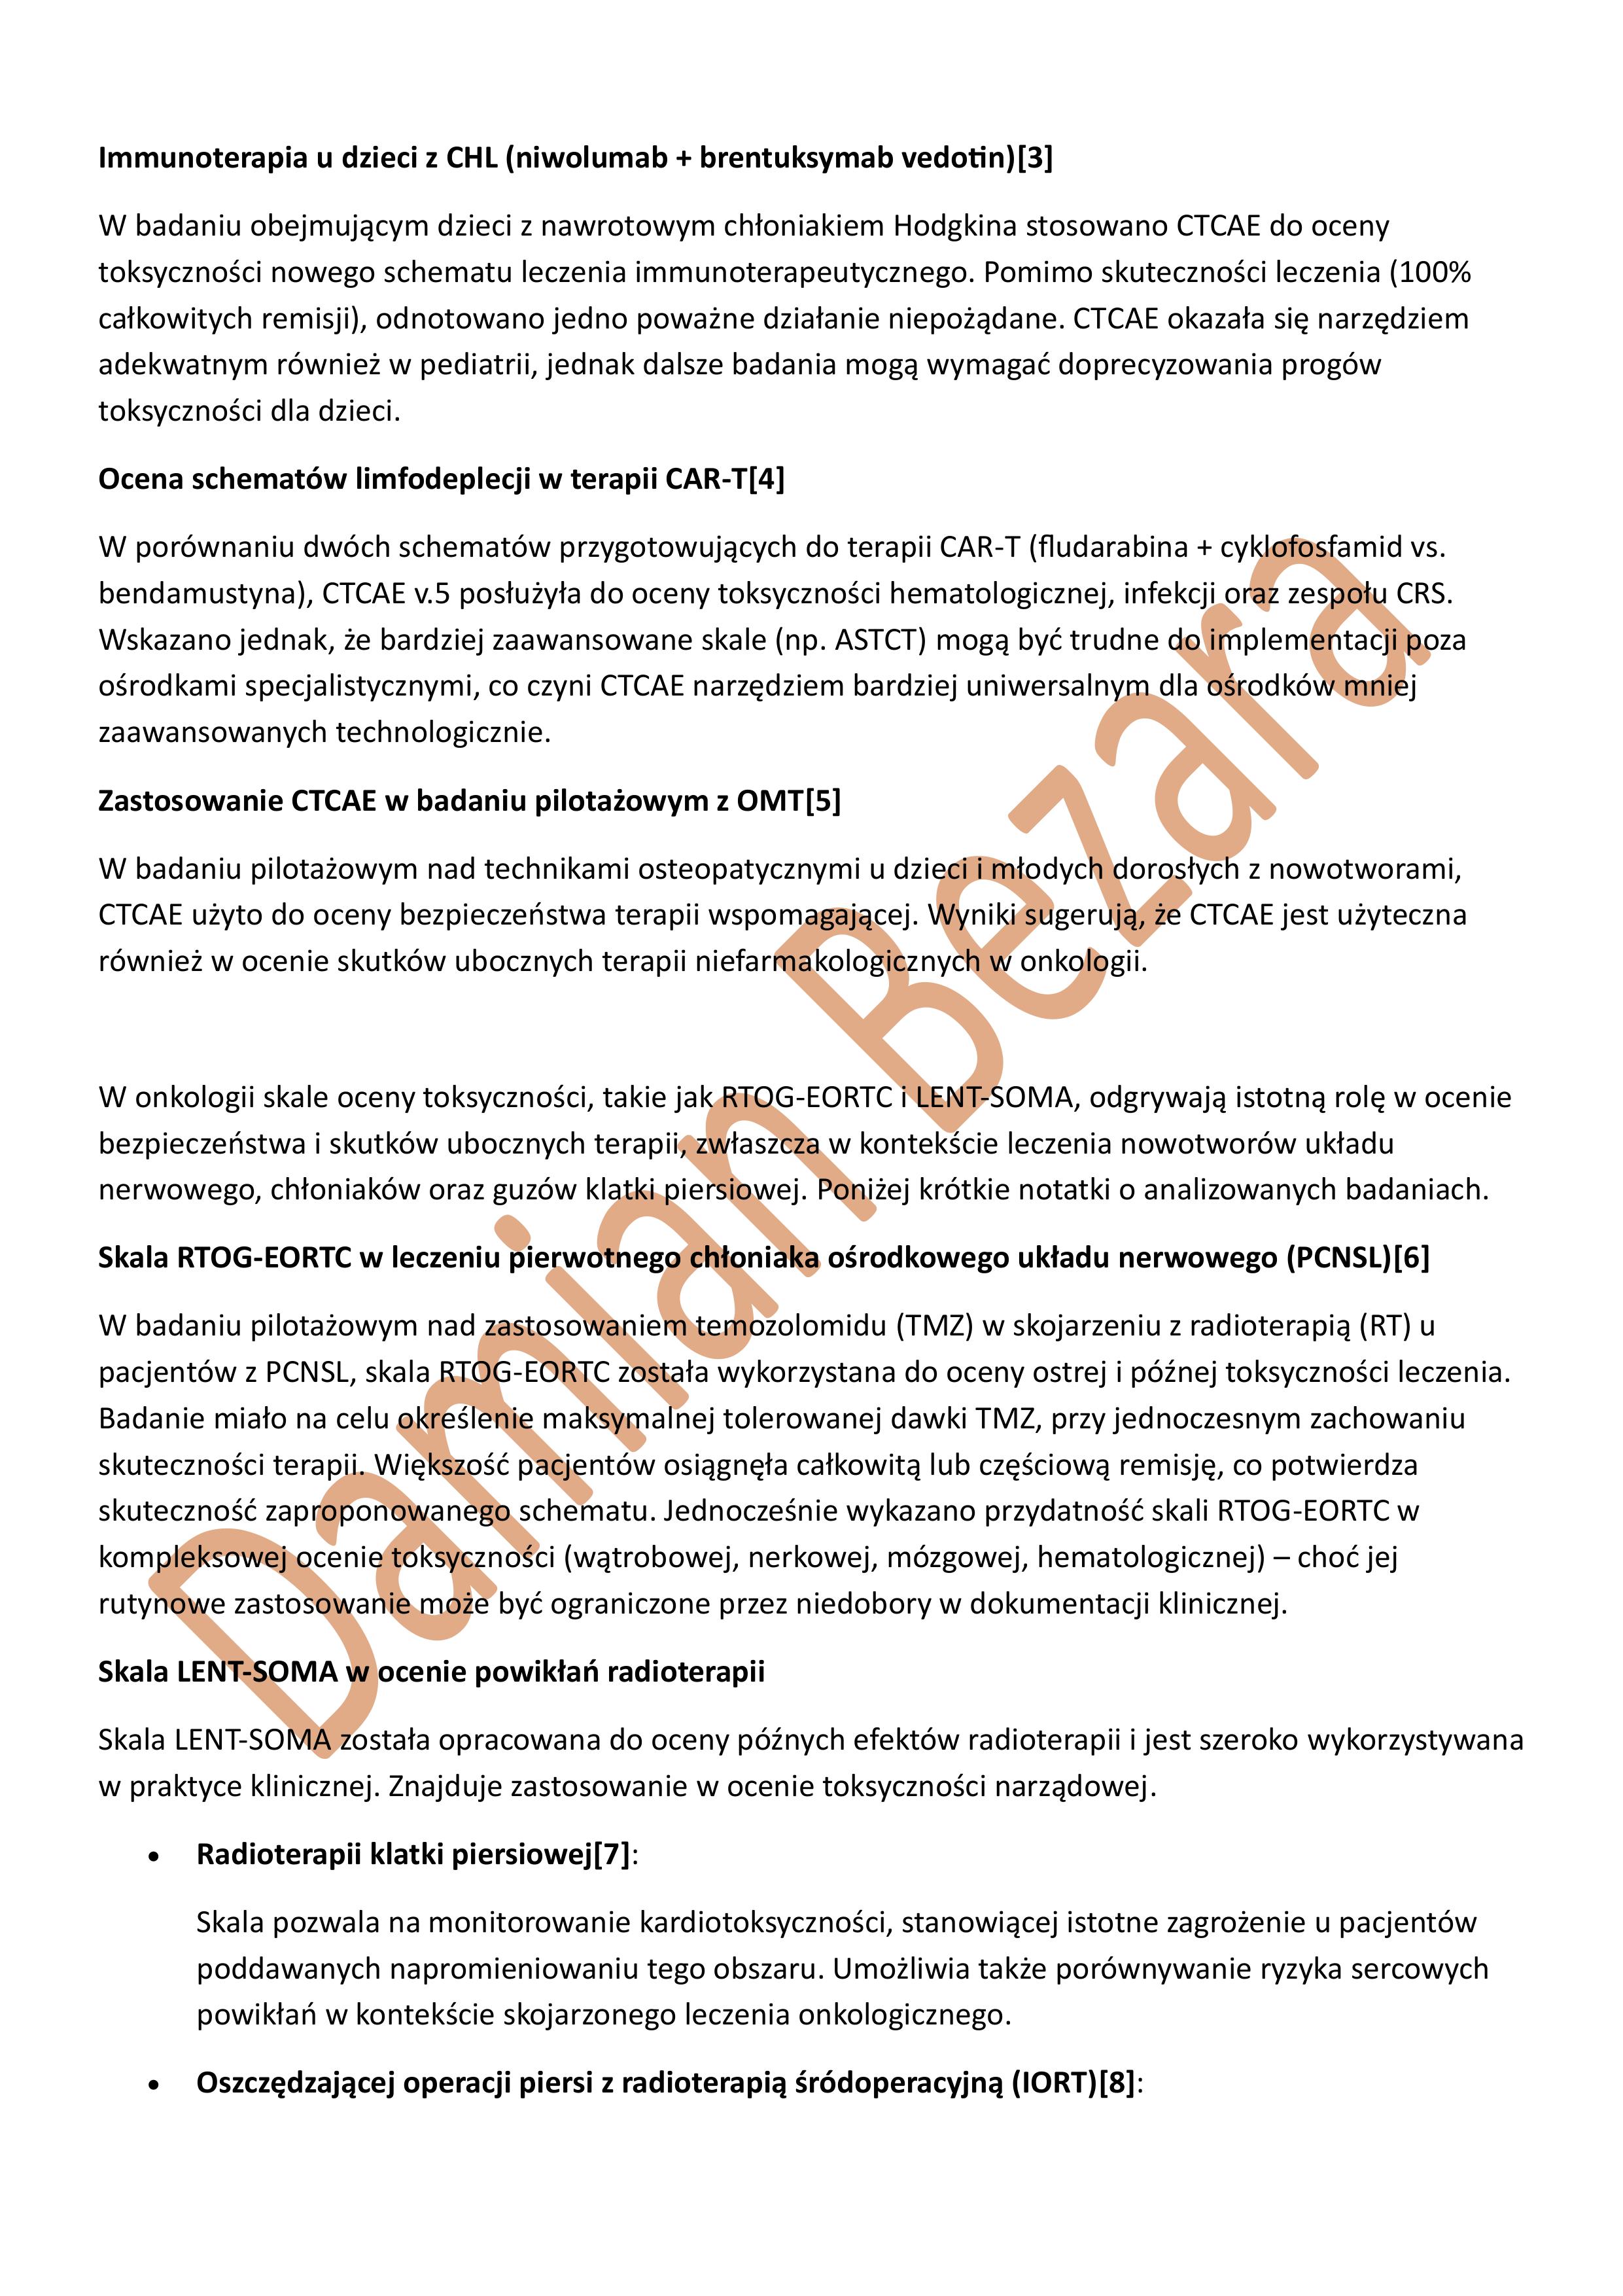 Immunoterapia u dzieci z CHL (niwolumab + brentuksymab vedotin)[3]
W badaniu obejmującym dzieci z nawrotowym chłoniakiem Hodgkina stosowano CTCAE do oceny
toksyczności nowego schematu leczenia immunoterapeutycznego. Pomimo skuteczności leczenia (100%
całkowitych remisji), odnotowano jedno poważne działanie niepożądane. CTCAE okazała się narzędziem
adekwatnym również w pediatrii, jednak dalsze badania mogą wymagać doprecyzowania progów
toksyczności dla dzieci.
Ocena schematów limfodeplecji w terapii CAR-T[4]
W porównaniu dwóch schematów przygotowujących do terapii CAR-T (fludarabina + cyklofosfamid vs.
bendamustyna), CTCAE v.5 posłużyła do oceny toksyczności hematologicznej, infekcji oraz zespołu CRS.
Wskazano jednak, że bardziej zaawansowane skale (np. ASTCT) mogą być trudne do implementacji poza
ośrodkami specjalistycznymi, co czyni CTCAE narzędziem bardziej uniwersalnym dla ośrodków mniej
zaawansowanych technologicznie.
Zastosowanie CTCAE w badaniu pilotażowym z OMT[5]
W badaniu pilotażowym nad technikami osteopatycznymi u dzieci i młodych dorosłych z nowotworami,
CTCAE użyto do oceny bezpieczeństwa terapii wspomagającej. Wyniki sugerują, że CTCAE jest użyteczna
również w ocenie skutków ubocznych terapii niefarmakologicznych w onkologii.
W onkologii skale oceny toksyczności, takie jak RTOG-EORTC i LENT-SOMA, odgrywają istotną rolę w ocenie
bezpieczeństwa i skutków ubocznych terapii, zwłaszcza w kontekście leczenia nowotworów układu
nerwowego, chłoniaków oraz guzów klatki piersiowej. Poniżej krótkie notatki o analizowanych badaniach.
Skala RTOG-EORTC w leczeniu pierwotnego chłoniaka ośrodkowego układu nerwowego (PCNSL)[6]
W badaniu pilotażowym nad zastosowaniem temozolomidu (TMZ) w skojarzeniu z radioterapią (RT) u
pacjentów z PCNSL, skala RTOG-EORTC została wykorzystana do oceny ostrej i późnej toksyczności leczenia.
Badanie miało na celu określenie maksymalnej tolerowanej dawki TMZ, przy jednoczesnym zachowaniu
skuteczności terapii. Większość pacjentów osiągnęła całkowitą lub częściową remisję, co potwierdza
skuteczność zaproponowanego schematu. Jednocześnie wykazano przydatność skali RTOG-EORTC w
kompleksowej ocenie toksyczności (wątrobowej, nerkowej, mózgowej, hematologicznej) – choć jej
rutynowe zastosowanie może być ograniczone przez niedobory w dokumentacji klinicznej.
Skala LENT-SOMA w ocenie powikłań radioterapii
Skala LENT-SOMA została opracowana do oceny późnych efektów radioterapii i jest szeroko wykorzystywana
w praktyce klinicznej. Znajduje zastosowanie w ocenie toksyczności narządowej.
• Radioterapii klatki piersiowej[7]:
Skala pozwala na monitorowanie kardiotoksyczności, stanowiącej istotne zagrożenie u pacjentów
poddawanych napromieniowaniu tego obszaru. Umożliwia także porównywanie ryzyka sercowych
powikłań w kontekście skojarzonego leczenia onkologicznego.
• Oszczędzającej operacji piersi z radioterapią śródoperacyjną (IORT)[8]:
Damian Bezara